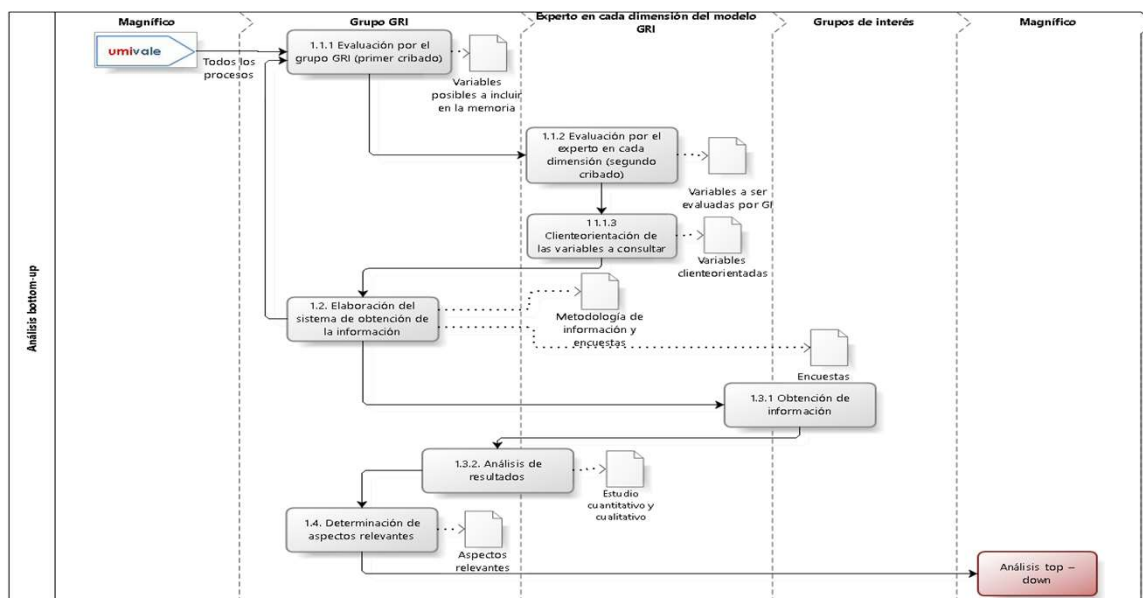 Magnífico
Grupo GRI
Experto en cada dimensión del modelo
GRI
Grupos de interés
Magnífico
Análisis bottom-up
umivale
Todos los
procesos
1.1.1 Evaluación por el
grupo GRI (primer cribado)
Variables
posibles a incluir
en la memoria
1.1.2 Evaluación por el
experto en cada
dimensión (segundo
cribado)
Variables a ser
evaluadas por GI
11.1.3
Clienteorientación de
las variables a consultar
Variables
clienteorientadas
1.2. Elaboración del
sistema de obtención de
la información
Metodología de
información y
encuestas
Encuestas
1.3.1 Obtención de
información
1.3.2. Análisis de
resultados
Estudio
cuantitativo y
cualitativo
1.4. Determinación de
aspectos relevantes
Aspectos
relevantes
Análisis top –
down